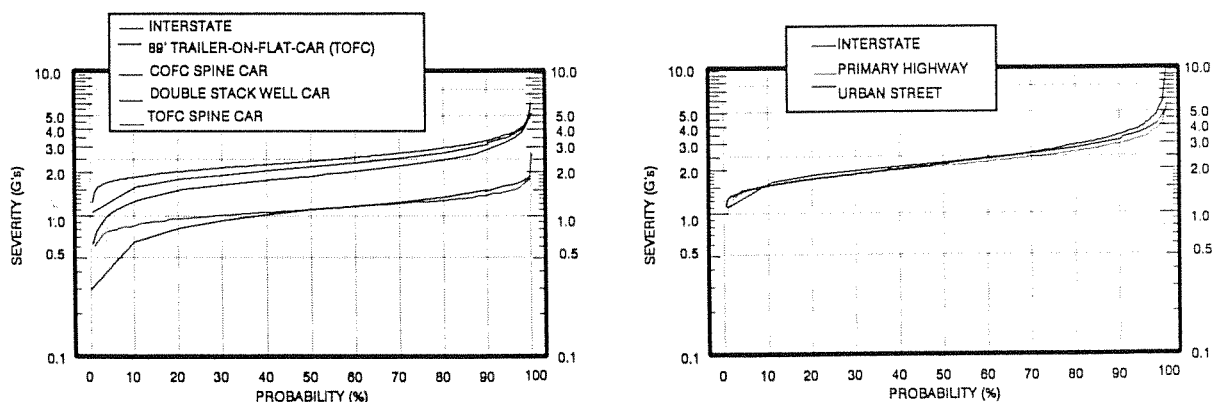 INTERSTATE
89' TRAILER-ON-FLAT-CAR (TOFC)
COFC SPINE CAR
DOUBLE STACK WELL CAR
TOFC SPINE CAR
10.0
5.0
4.0
3.0
2.0
1.0
0.5
0.1
SEVERITY (G's)
10.0
5.0
4.0
3.0
2.0
1.0
0.5
0.1
0 10 20 30 40 50 60 70 80 90 100
PROBABILITY (%)
INTERSTATE
PRIMARY HIGHWAY
URBAN STREET
10.0
5.0
4.0
3.0
2.0
1.0
0.5
0.1
SEVERITY (G's)
10.0
5.0
4.0
3.0
2.0
1.0
0.5
0.1
0 10 20 30 40 50 60 70 80 90 100
PROBABILITY (%)